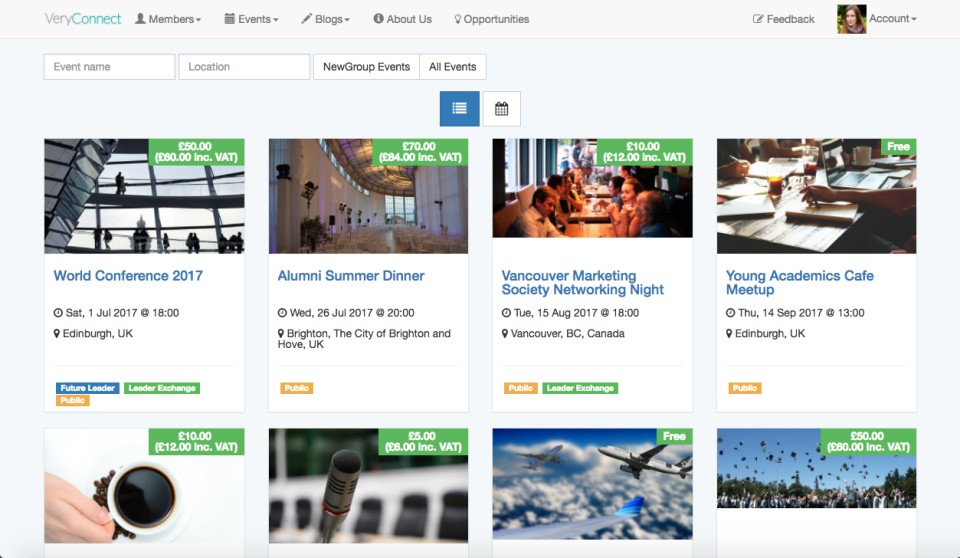 VeryConnect Members Events Blogs About Us Opportunities Feedback Account
Event name Location NewGroup Events All Events
£50.00
(£60.00 inc. VAT)
£70.00
(£84.00 inc. VAT)
£10.00
(£12.00 inc. VAT)
Free
World Conference 2017
Sat, 1 Jul 2017 @ 18:00
Edinburgh, UK
Future Leader Leader Exchange
Public
Alumni Summer Dinner
Wed, 26 Jul 2017 @ 20:00
Brighton, The City of Brighton and
Hove, UK
Public
Vancouver Marketing
Society Networking Night
Tue, 15 Aug 2017 @ 18:00
Vancouver, BC, Canada
Public Leader Exchange
Young Academics Cafe
Meetup
Thu, 14 Sep 2017 @ 13:00
Edinburgh, UK
Public
£10.00
(£12.00 inc. VAT)
£5.00
(£6.00 inc. VAT)
Free
£50.00
(£60.00 inc. VAT)